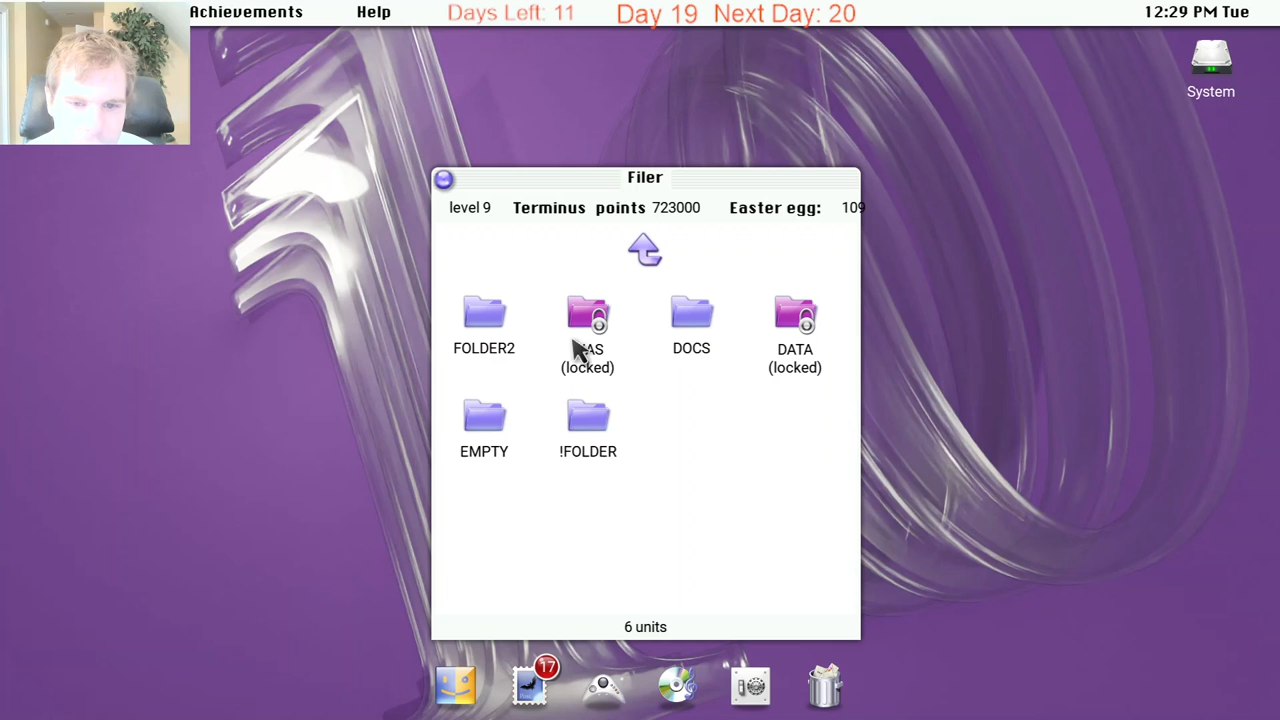 Achievements Help Days Left: 11 Day 19 Next Day: 20 12:29 PM Tue
System
Filer
level 9 Terminus points 723000 Easter egg: 109
FOLDER2 DOCS DATA
(locked) (locked)
EMPTY !FOLDER
6 units
17